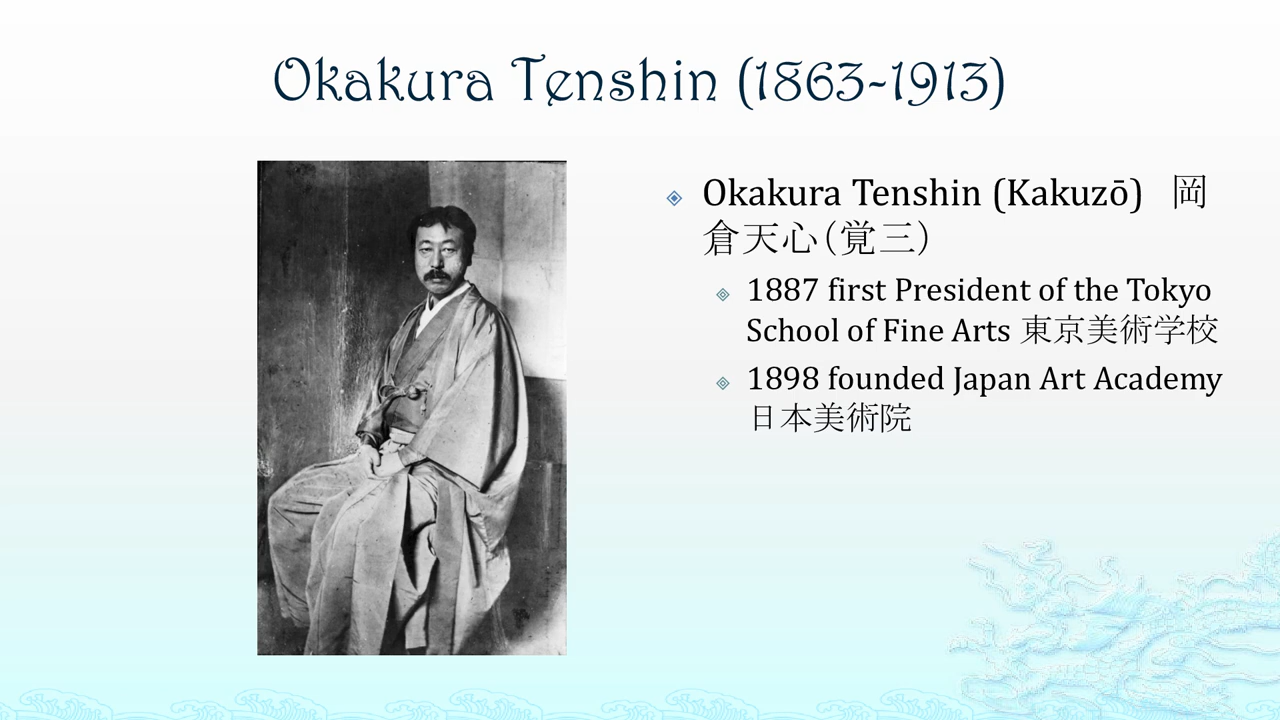 Okakura Tenshin (1863-1913)
Okakura Tenshin (Kakuzō) 岡
倉天心(覚三)
1887 first President of the Tokyo
School of Fine Arts 東京美術学校
1898 founded Japan Art Academy
日本美術院